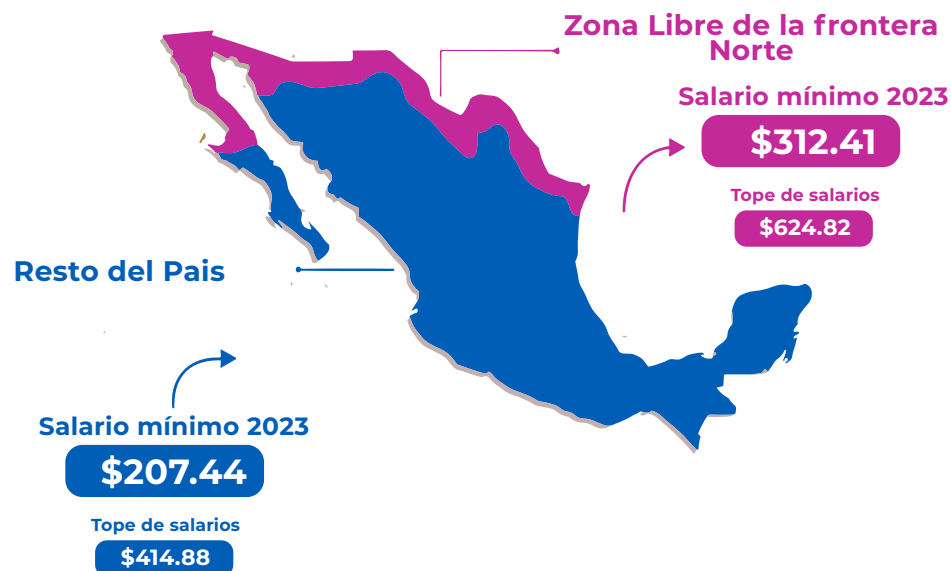 Zona Libre de la frontera
Norte
Salario mínimo 2023
$312.41
Tope de salarios
$624.82
Resto del Pais
Salario mínimo 2023
$207.44
Tope de salarios
$414.88